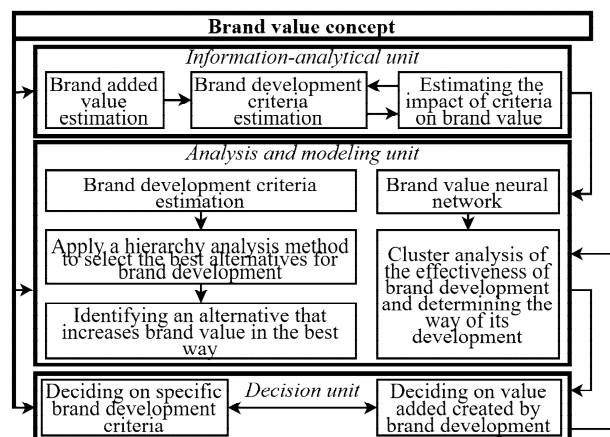 Brand value concept
Information-analytical unit
Brand added
value
estimation
Brand development
criteria
estimation
Estimating the
impact of criteria
on brand value
Analysis and modeling unit
Brand development criteria
estimation
Apply a hierarchy analysis method
to select the best alternatives for
brand development
Identifying an alternative that
increases brand value in the best
way
Brand value neural
network
Cluster analysis of
the effectiveness of
brand development
and determining the
way of its
development
Deciding on specific
brand development
criteria
Decision unit
Deciding on value
added created by
brand development